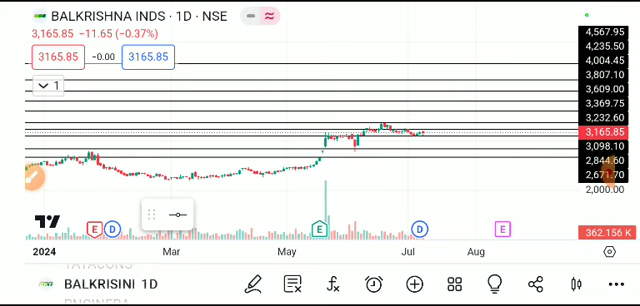 BALKRISHNA INDS · 1D · NSE
3,165.85 −11.65 (−0.37%)
3165.85 −0.00 3165.85
1
4,567.95
4,235.50
4,004.45
3,807.10
3,609.00
3,369.75
3,232.60
3,165.85
3,098.10
2,844.60
2,671.70
2,000.00
362.156 K
E D E D E
2024 Mar May Jul Aug
BALKRISIND 1D